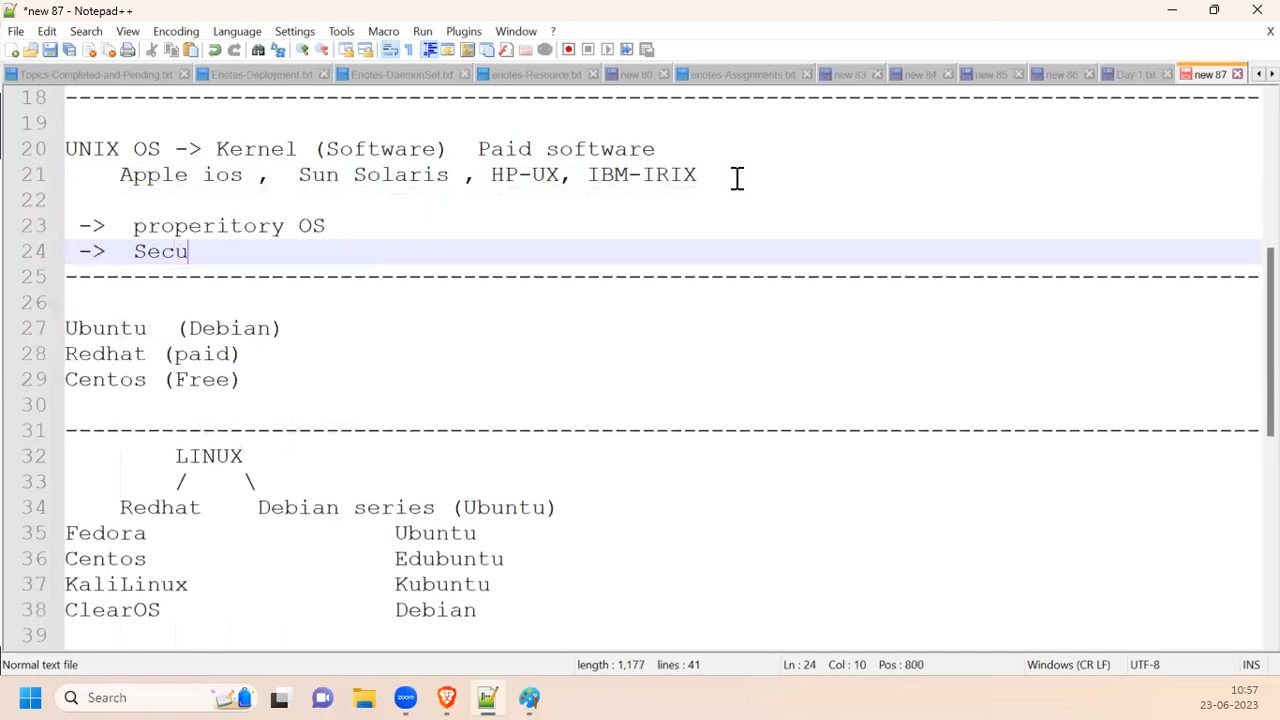 *new 87 - Notepad++
File Edit Search View Encoding Language Settings Tools Macro Run Plugins Window ? X
Topics-Completed-and-Pending.txt Enotes-Deployment.txt Enotes-DaemonSet.txt new 80 enotes-Assignments.txt new 83 new 84 new 85 new 86 Day-1.txt new 87
18 ---------------------------------------------------------------------------------------
19
20 UNIX OS -> Kernel (Software) Paid software
21 Apple ios , Sun Solaris , HP-UX, IBM-IRIX
22
23 -> properitory OS
24 -> Secu
25 ---------------------------------------------------------------------------------------
26
27 Ubuntu (Debian)
28 Redhat (paid)
29 Centos (Free)
30
31 ---------------------------------------------------------------------------------------
32 LINUX
33 / \
34 Redhat Debian series (Ubuntu)
35 Fedora Ubuntu
36 Centos Edubuntu
37 KaliLinux Kubuntu
38 ClearOS Debian
39
Normal text file length : 1,177 lines : 41 Ln : 24 Col : 10 Pos : 800 Windows (CR LF) UTF-8 INS
Search zoom 10:57
23-06-2023